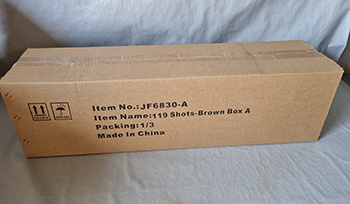 Item No.:JF6830-A
Item Name:119 Shots-Brown Box A
Packing:1/3
Made In China